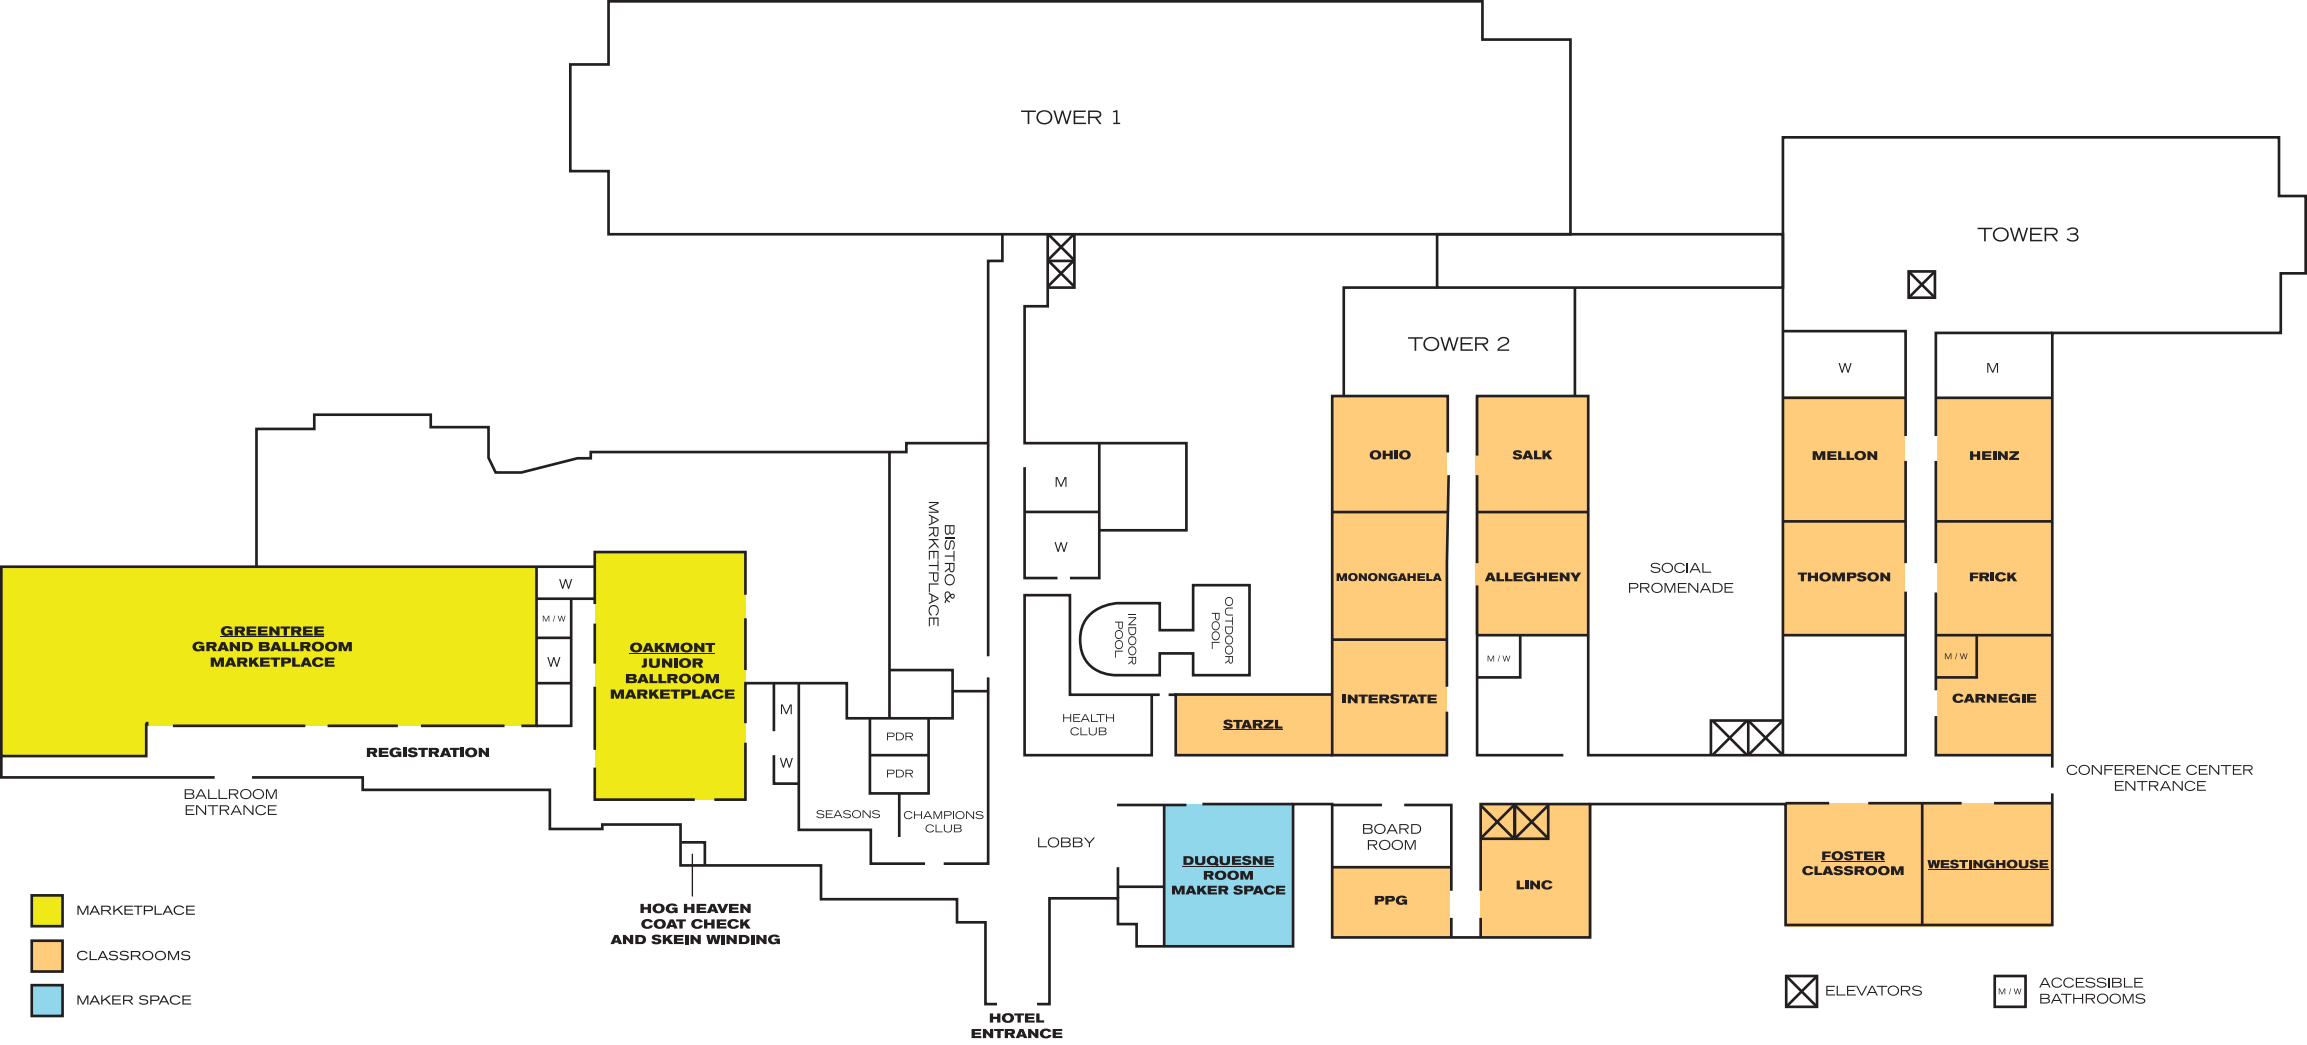 TOWER 1
TOWER 3
TOWER 2
W
M
OHIO
SALK
MELLON
HEINZ
M
BISTRO &
MARKETPLACE
W
SOCIAL
PROMENADE
MONONGAHELA
ALLEGHENY
THOMPSON
FRICK
W
M / W
W
GREENTREE
GRAND BALLROOM
MARKETPLACE
OAKMONT
JUNIOR
BALLROOM
MARKETPLACE
INDOOR
POOL
OUTDOOR
POOL
M / W
M / W
INTERSTATE
CARNEGIE
M
W
HEALTH
CLUB
STARZL
PDR
PDR
REGISTRATION
BALLROOM
ENTRANCE
CONFERENCE CENTER
ENTRANCE
SEASONS
CHAMPIONS
CLUB
LOBBY
BOARD
ROOM
DUQUESNE
ROOM
MAKER SPACE
PPG
LINC
FOSTER
CLASSROOM
WESTINGHOUSE
HOG HEAVEN
COAT CHECK
AND SKEIN WINDING
MARKETPLACE
CLASSROOMS
MAKER SPACE
HOTEL
ENTRANCE
ELEVATORS
M / W
ACCESSIBLE
BATHROOMS